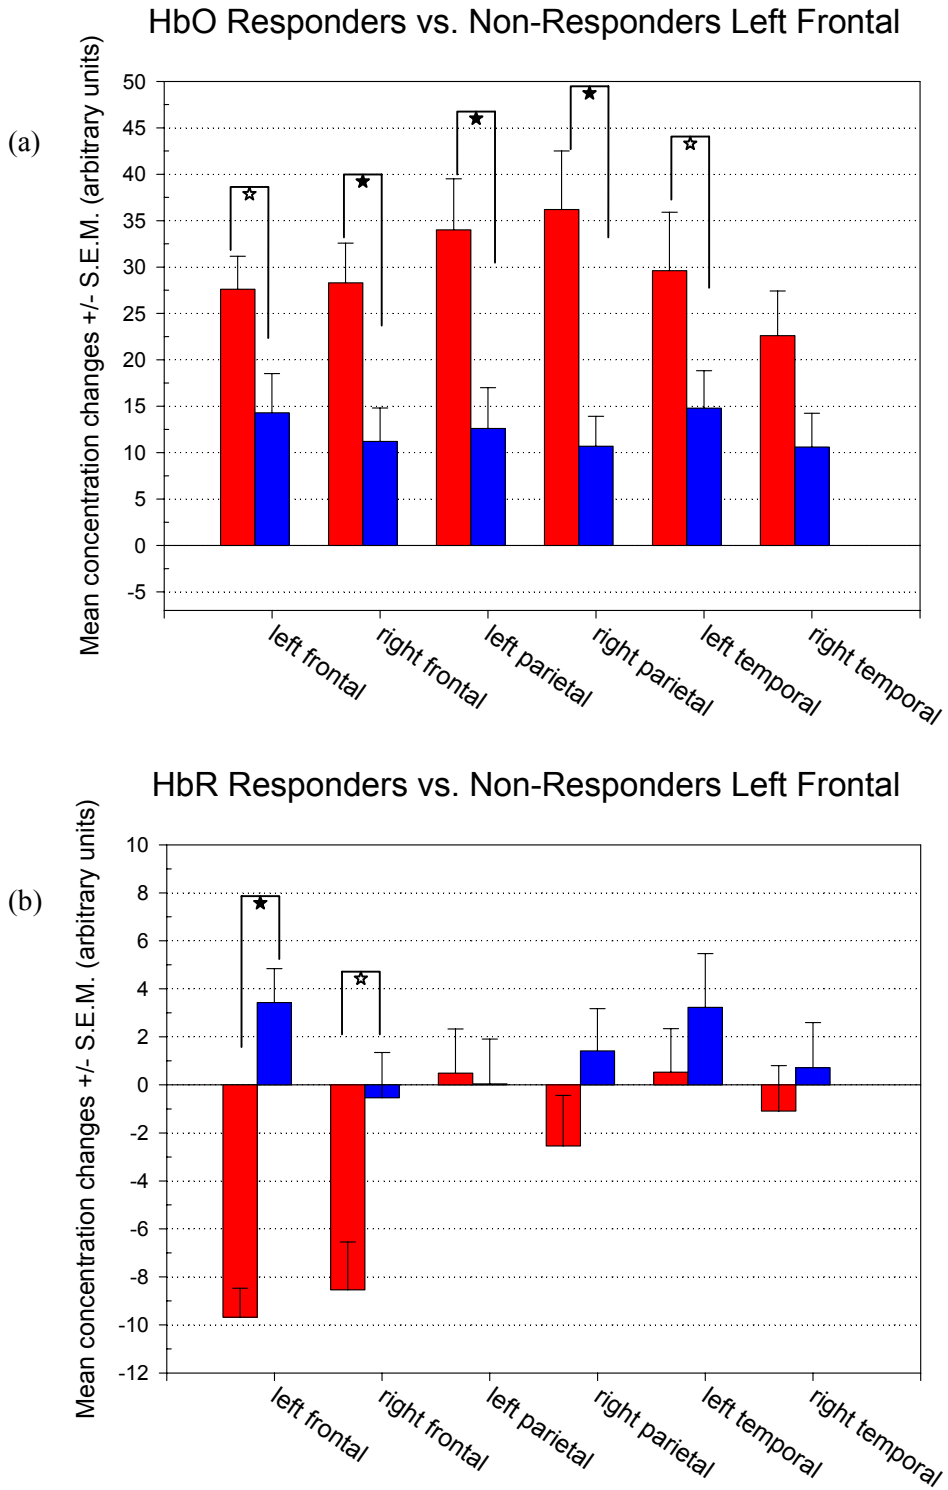 HbO Responders vs. Non-Responders Left Frontal
(a)
Mean concentration changes +/- S.E.M. (arbitrary units)
50
45
40
35
30
25
20
15
10
5
0
-5
left frontal
right frontal
left parietal
right parietal
left temporal
right temporal
HbR Responders vs. Non-Responders Left Frontal
(b)
Mean concentration changes +/- S.E.M. (arbitrary units)
10
8
6
4
2
0
-2
-4
-6
-8
-10
-12
left frontal
right frontal
left parietal
right parietal
left temporal
right temporal